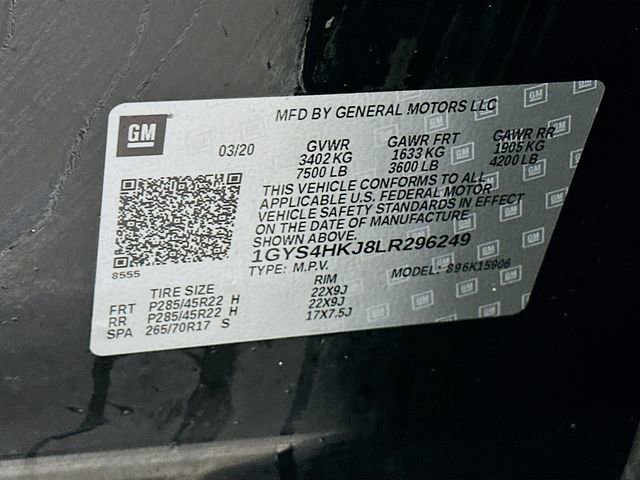 MFD BY GENERAL MOTORS LLC
GM
03/20
GVWR GAWR FRT GAWR RR
3402 KG 1633 KG 1905 KG
7500 LB 3600 LB 4200 LB
THIS VEHICLE CONFORMS TO ALL
APPLICABLE U.S. FEDERAL MOTOR
VEHICLE SAFETY STANDARDS IN EFFECT
ON THE DATE OF MANUFACTURE
SHOWN ABOVE.
1GYS4HKJ8LR296249
8555
TYPE: M.P.V. MODEL: 896K15906
TIRE SIZE RIM
FRT P285/45R22 H 22X9J
RR P285/45R22 H 22X9J
SPA 265/70R17 S 17X7.5J